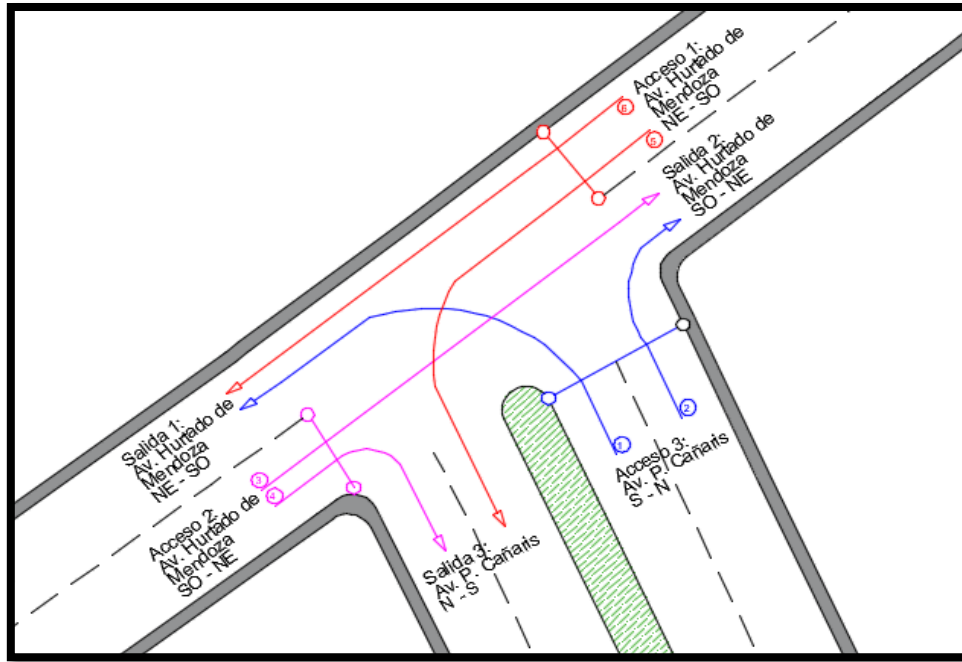 Acceso 1:
Av. Hurtado de
Mendoza
NE - SO
6
5
Salida 2:
Av. Hurtado de
Mendoza
SO - NE
Salida 1:
Av. Hurtado de
Mendoza
NE - SO
2
1
Acceso 3:
Av. P. Cañaris
S - N
3
4
Acceso 2:
Av. Hurtado de
Mendoza
SO - NE
Salida 3:
Av. P. Cañaris
N - S